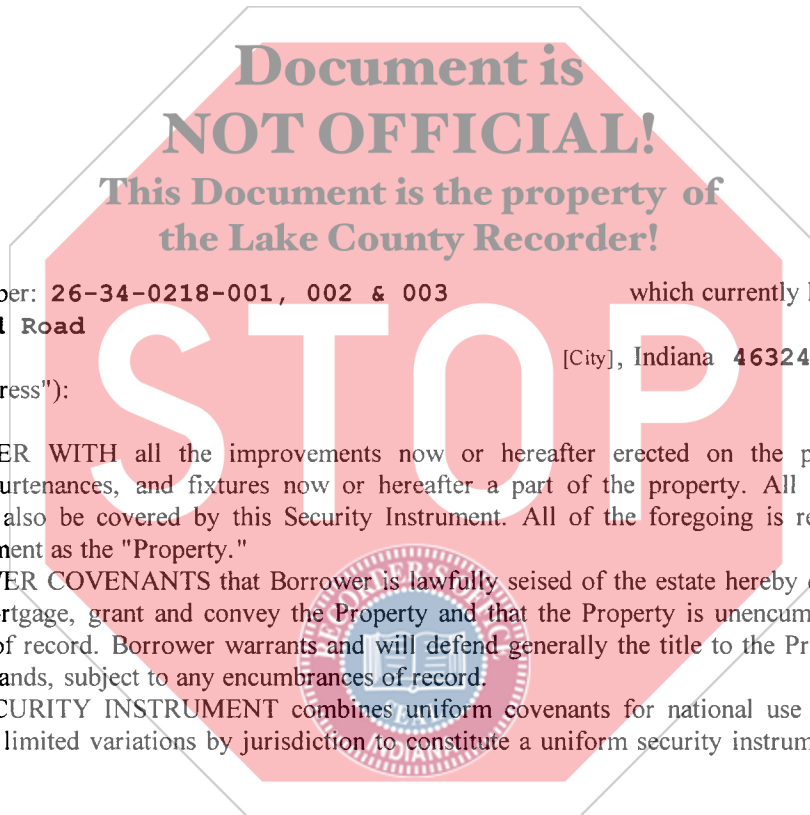 Document is
NOT OFFICIAL!
This Document is the property of
the Lake County Recorder!
ber: 26-34-0218-001, 002 & 003 which currently
Road
[City], Indiana 46324
ress"):
STOP
ER WITH all the improvements now or hereafter erected on the p
urtenances, and fixtures now or hereafter a part of the property. All
also be covered by this Security Instrument. All of the foregoing is re
ment as the "Property."
ER COVENANTS that Borrower is lawfully seised of the estate hereby
rtgage, grant and convey the Property and that the Property is unencum
of record. Borrower warrants and will defend generally the title to the Pr
ands, subject to any encumbrances of record.
CURITY INSTRUMENT combines uniform covenants for national use
limited variations by jurisdiction to constitute a uniform security instrum
RECORDER'S OFFICE
SEAL
INDIANA